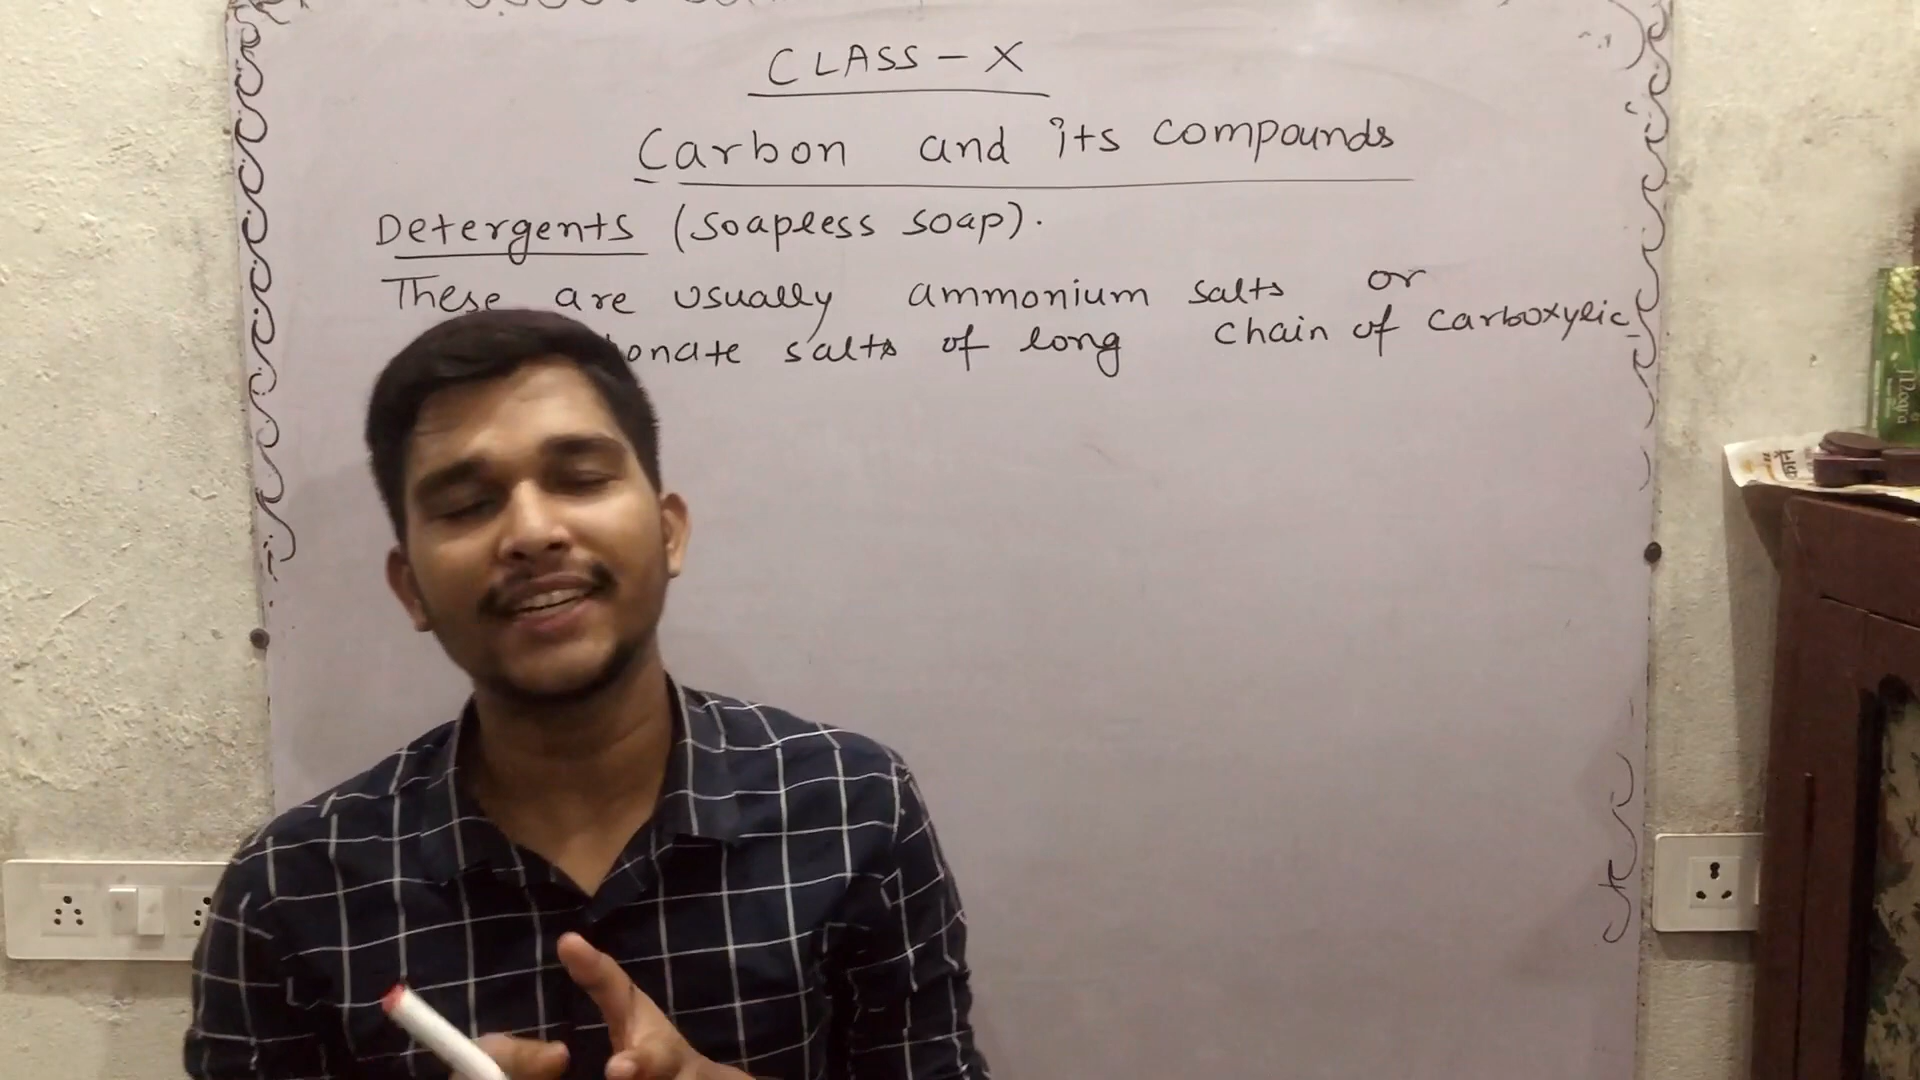 CLASS - X
Carbon and its compounds
Detergents (soapless soap).
These are usually ammonium salts or
onate salts of long chain of carboxylic